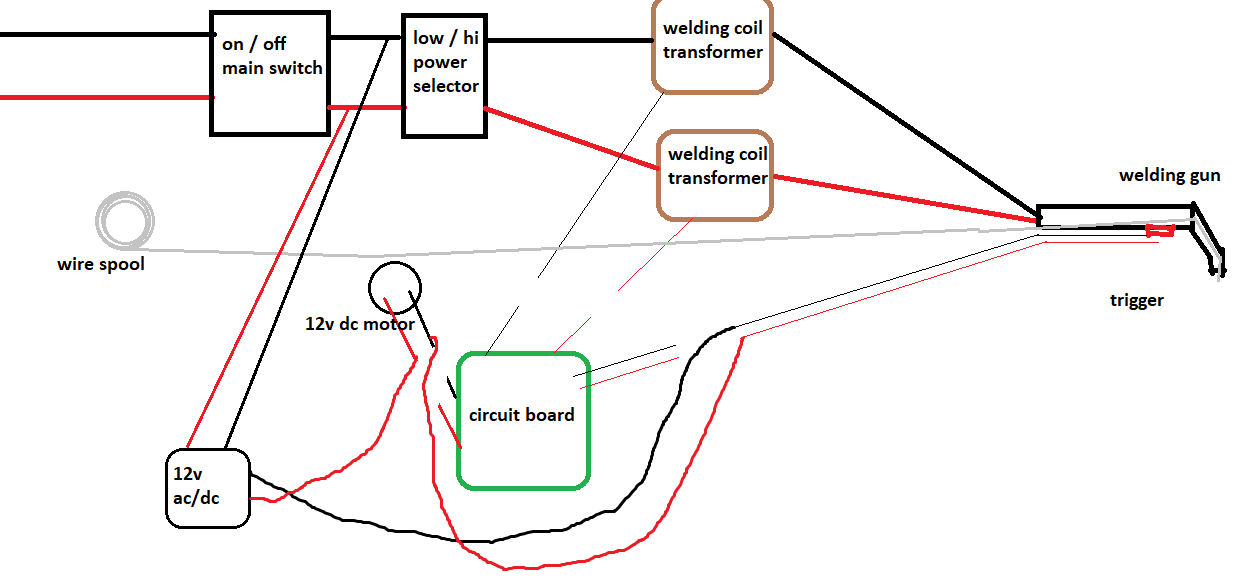 welding coil
transformer
on / off
main switch
low / hi
power
selector
welding coil
transformer
welding gun
wire spool
trigger
12v dc motor
circuit board
12v
ac/dc